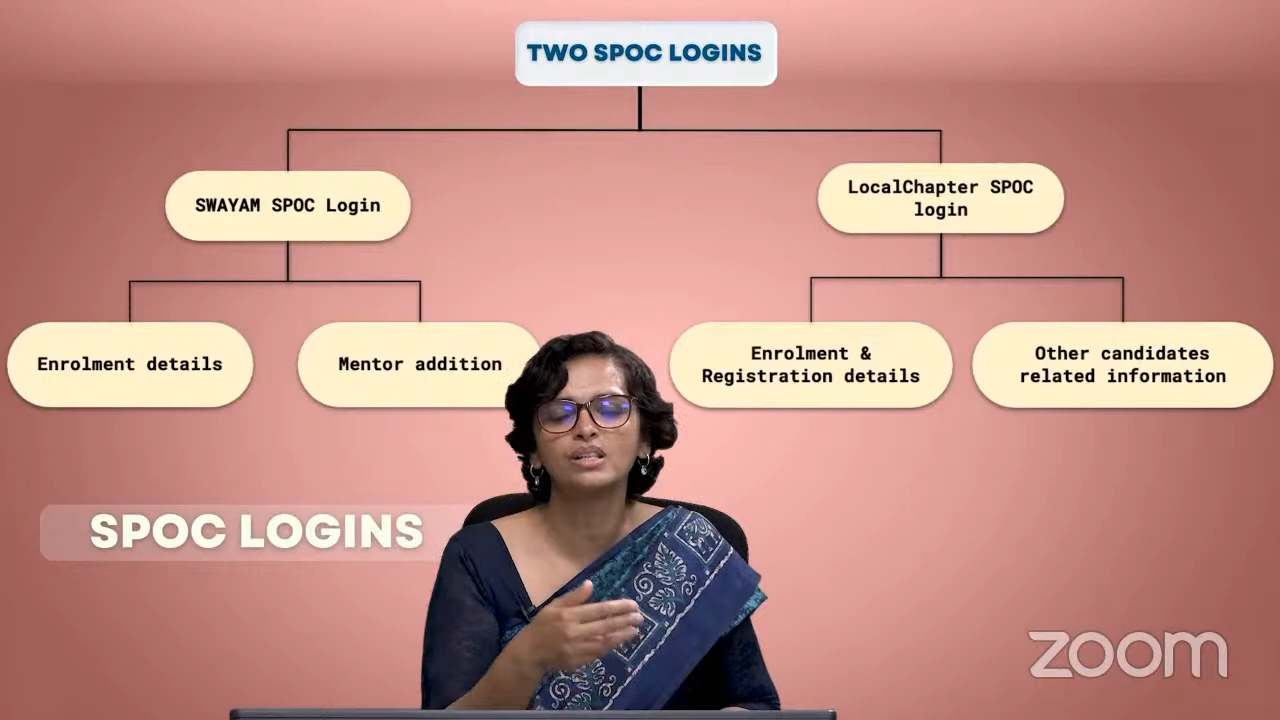 TWO SPOC LOGINS
SWAYAM SPOC Login
LocalChapter SPOC
login
Enrolment details
Mentor addition
Enrolment &
Registration details
Other candidates
related information
SPOC LOGINS
zoom